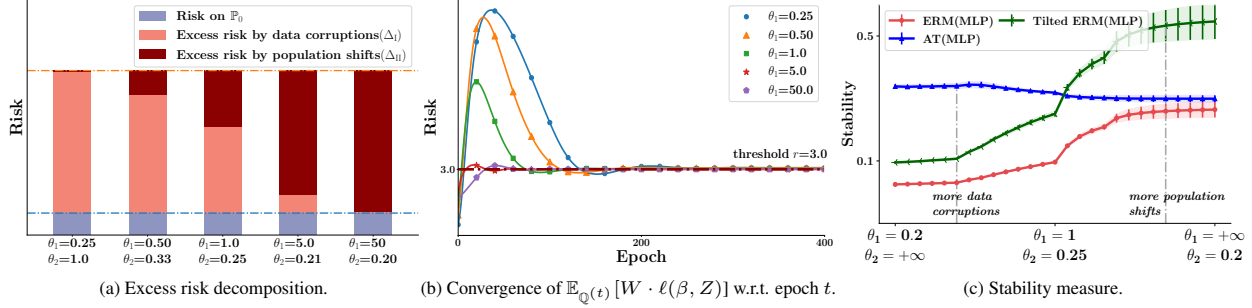 Risk
Risk on ℙ₀
Excess risk by data corruptions(Δ_I)
Excess risk by population shifts(Δ_II)
θ₁=0.25 θ₁=0.50 θ₁=1.0 θ₁=5.0 θ₁=50
θ₂=1.0 θ₂=0.33 θ₂=0.25 θ₂=0.21 θ₂=0.20
(a) Excess risk decomposition.
Risk
θ₁=0.25
θ₁=0.50
θ₁=1.0
θ₁=5.0
θ₁=50.0
threshold r=3.0
3.0
0 200 400
Epoch
(b) Convergence of 𝔼_ℚ(t) [W · ℓ(β, Z)] w.r.t. epoch t.
ERM(MLP) Tilted ERM(MLP)
AT(MLP)
Stability
0.5
0.1
more data
corruptions
more population
shifts
θ₁ = 0.2 θ₁ = 1 θ₁ = +∞
θ₂ = +∞ θ₂ = 0.25 θ₂ = 0.2
(c) Stability measure.